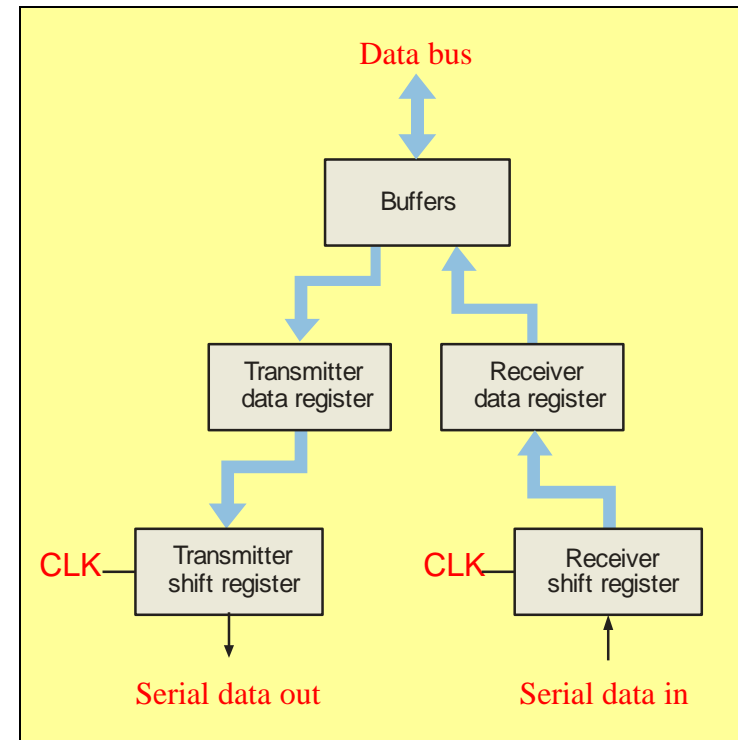 Data bus
Buffers
Transmitter
data register
Receiver
data register
CLK
Transmitter
shift register
CLK
Receiver
shift register
Serial data out
Serial data in